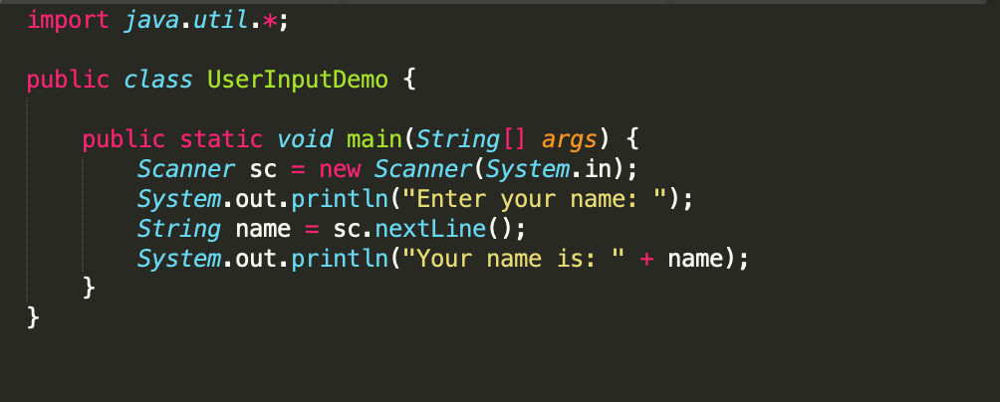 import java.util.*;
public class UserInputDemo {
public static void main(String[] args) {
Scanner sc = new Scanner(System.in);
System.out.println("Enter your name: ");
String name = sc.nextLine();
System.out.println("Your name is: " + name);
}
}